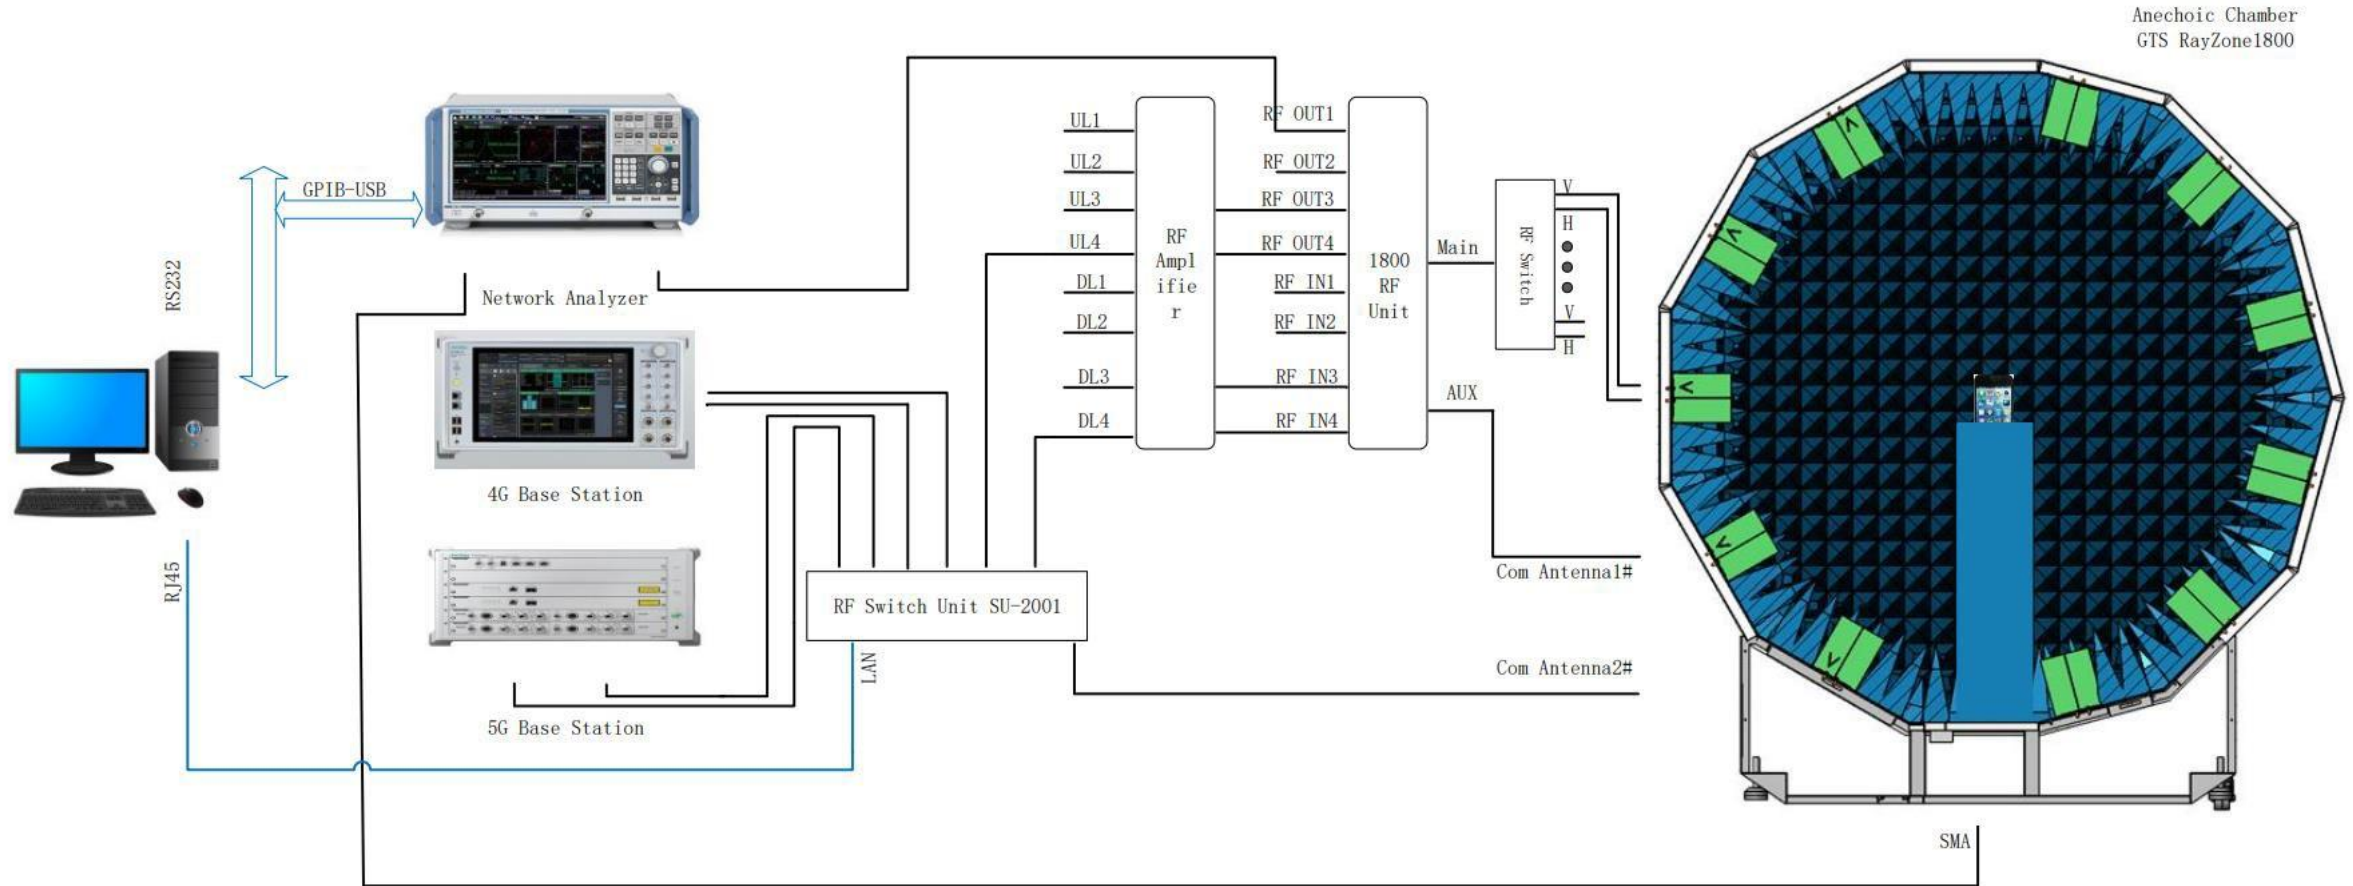 Anechoic Chamber
GTS RayZone1800
GPIB-USB
RS232
RJ45
Network Analyzer
4G Base Station
5G Base Station
RF Switch Unit SU-2001
LAN
UL1
UL2
UL3
UL4
DL1
DL2
DL3
DL4
RF
Ampl
ifie
r
RF OUT1
RF OUT2
RF OUT3
RF OUT4
RF IN1
RF IN2
RF IN3
RF IN4
1800
RF
Unit
Main
AUX
RF Switch
V
H
V
H
Com Antenna1#
Com Antenna2#
V
V
V
V
V
SMA